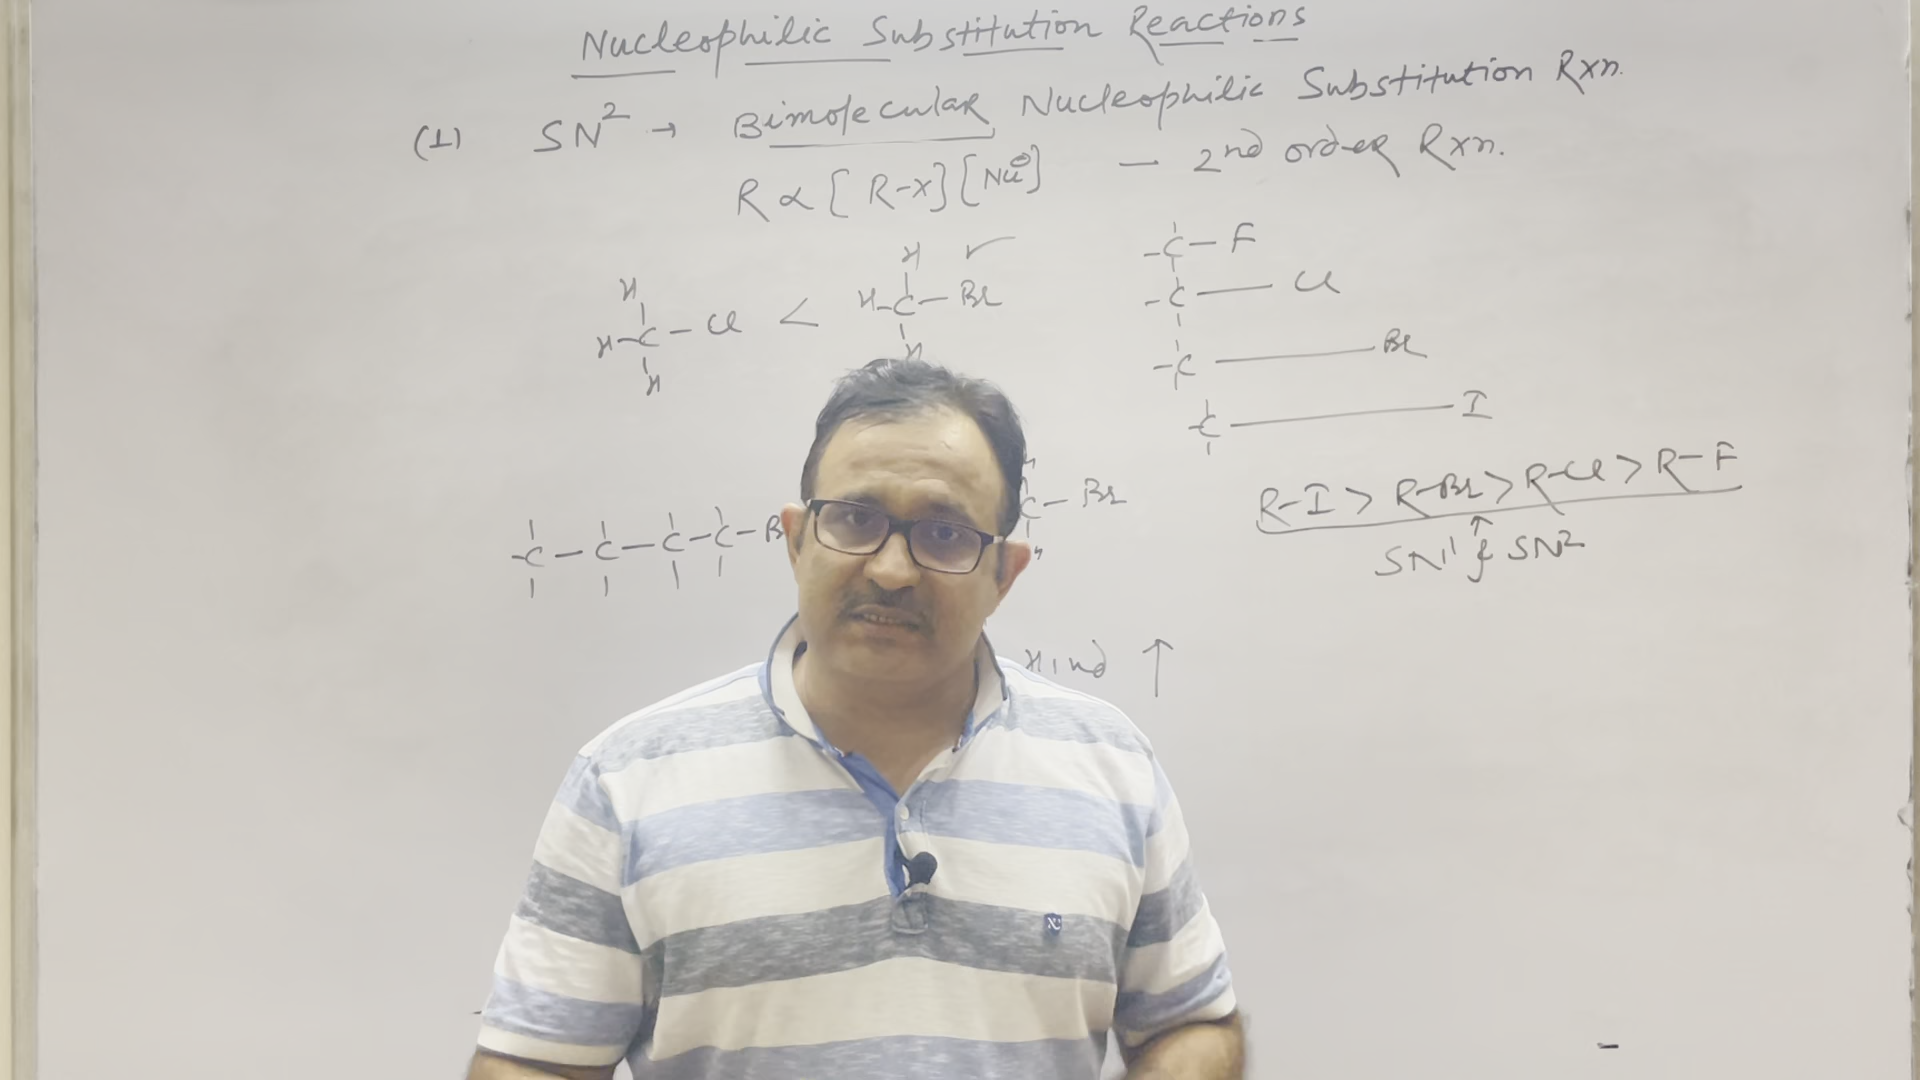 Nucleophilic Substitution Reactions
(1) SN² → Bimolecular Nucleophilic Substitution Rxn.
R ∝ [R-X][Nu⊖] — 2nd order Rxn.
H H ✓ -C-F
H-C-Cl < H-C-Br -C-Cl
H H -C-Br
C-I
-C-C-C-C-B C-Br R-I > R-Br > R-Cl > R-F
↑
SN¹ & SN²
Hind ↑